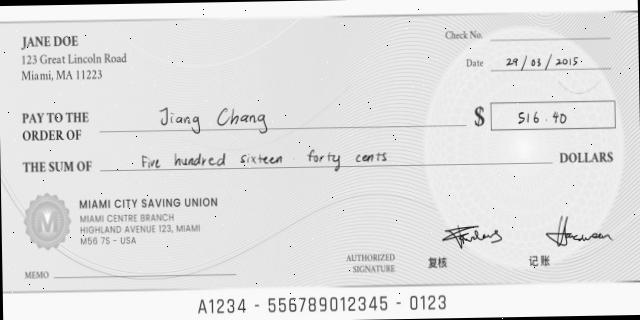 JANE DOE
123 Great Lincoln Road
Miami, MA 11223
Check No.
Date 29/03/2015
PAY TO THE
ORDER OF Jiang Chang $ 516.40
THE SUM OF Five hundred sixteen forty cents DOLLARS
MIAMI CITY SAVING UNION
MIAMI CENTRE BRANCH
HIGHLAND AVENUE 123, MIAMI
M56 7S - USA
M
MEMO
AUTHORIZED
SIGNATURE
复核
记账
A1234 - 556789012345 - 0123